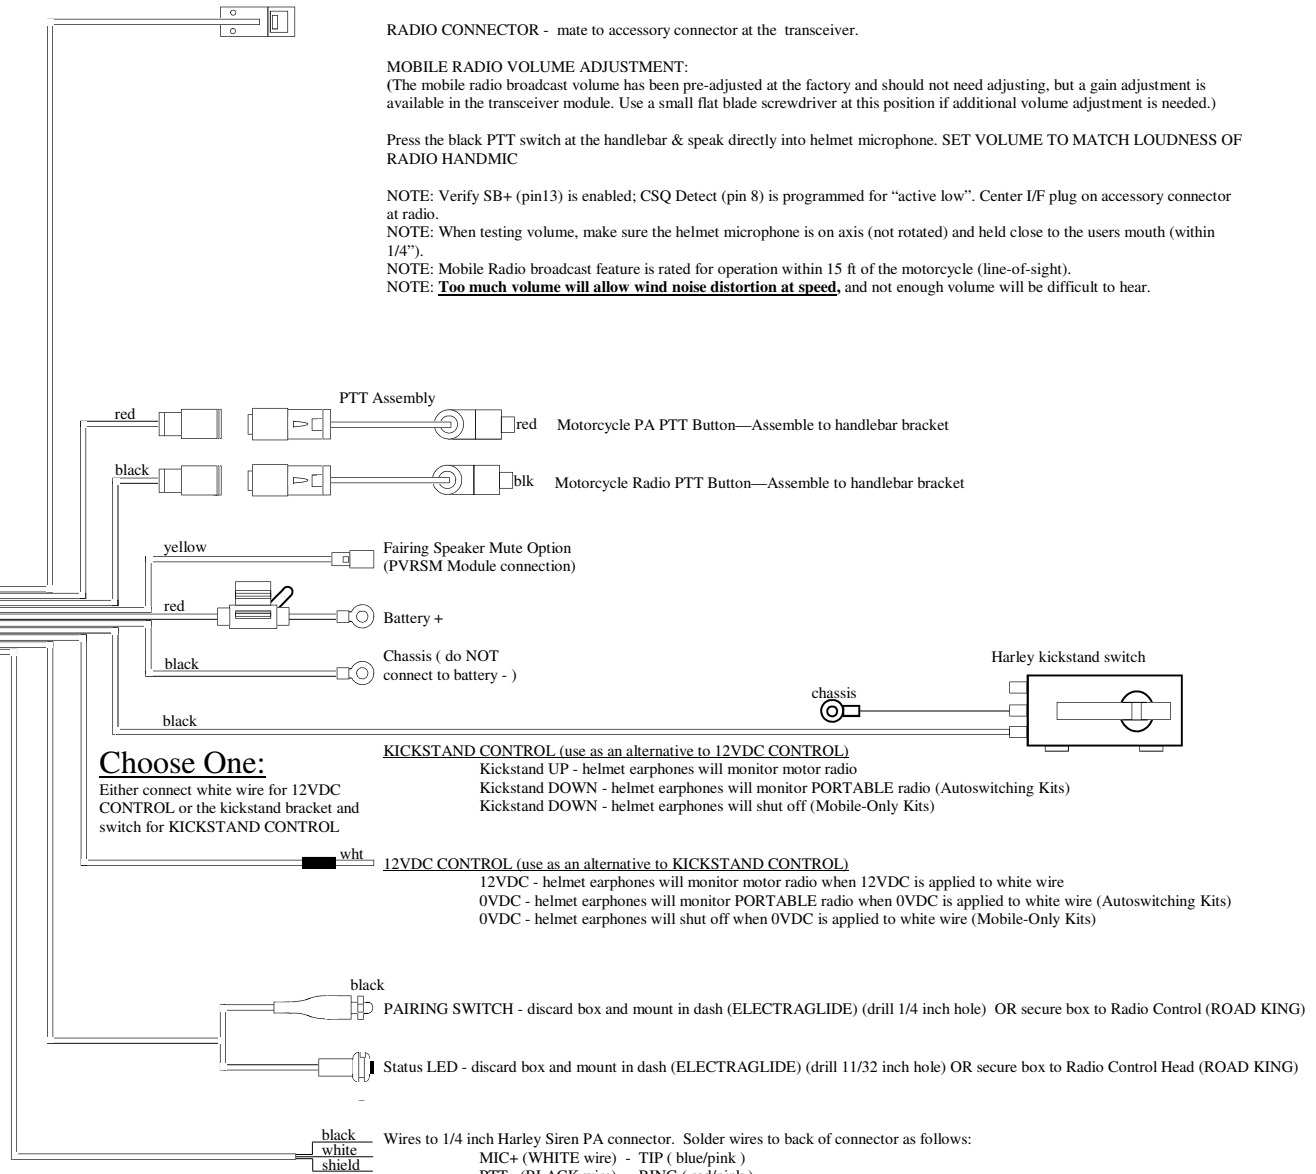 RADIO CONNECTOR - mate to accessory connector at the transceiver.
MOBILE RADIO VOLUME ADJUSTMENT:
(The mobile radio broadcast volume has been pre-adjusted at the factory and should not need adjusting, but a gain adjustment is
available in the transceiver module. Use a small flat blade screwdriver at this position if additional volume adjustment is needed.)
Press the black PTT switch at the handlebar & speak directly into helmet microphone. SET VOLUME TO MATCH LOUDNESS OF
RADIO HANDMIC
NOTE: Verify SB+ (pin13) is enabled; CSQ Detect (pin 8) is programmed for “active low”. Center I/F plug on accessory connector
at radio.
NOTE: When testing volume, make sure the helmet microphone is on axis (not rotated) and held close to the users mouth (within
1/4”).
NOTE: Mobile Radio broadcast feature is rated for operation within 15 ft of the motorcycle (line-of-sight).
NOTE: Too much volume will allow wind noise distortion at speed, and not enough volume will be difficult to hear.
PTT Assembly
red
red
Motorcycle PA PTT Button—Assemble to handlebar bracket
black
blk
Motorcycle Radio PTT Button—Assemble to handlebar bracket
yellow
Fairing Speaker Mute Option
(PVRSM Module connection)
red
Battery +
black
Chassis ( do NOT
connect to battery - )
Harley kickstand switch
chassis
black
Choose One:
Either connect white wire for 12VDC
CONTROL or the kickstand bracket and
switch for KICKSTAND CONTROL
KICKSTAND CONTROL (use as an alternative to 12VDC CONTROL)
Kickstand UP - helmet earphones will monitor motor radio
Kickstand DOWN - helmet earphones will monitor PORTABLE radio (Autoswitching Kits)
Kickstand DOWN - helmet earphones will shut off (Mobile-Only Kits)
wht
12VDC CONTROL (use as an alternative to KICKSTAND CONTROL)
12VDC - helmet earphones will monitor motor radio when 12VDC is applied to white wire
0VDC - helmet earphones will monitor PORTABLE radio when 0VDC is applied to white wire (Autoswitching Kits)
0VDC - helmet earphones will shut off when 0VDC is applied to white wire (Mobile-Only Kits)
black
PAIRING SWITCH - discard box and mount in dash (ELECTRAGLIDE) (drill 1/4 inch hole) OR secure box to Radio Control (ROAD KING)
Status LED - discard box and mount in dash (ELECTRAGLIDE) (drill 11/32 inch hole) OR secure box to Radio Control Head (ROAD KING)
black
white
shield
Wires to 1/4 inch Harley Siren PA connector. Solder wires to back of connector as follows:
MIC+ (WHITE wire) - TIP ( blue/pink )